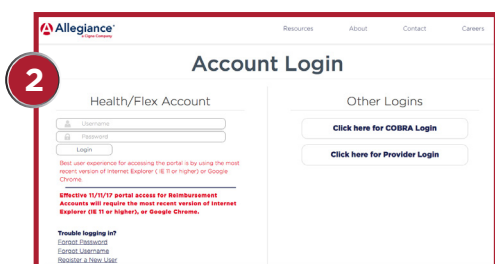 Allegiance
a Cigna Company
Resources About Contact Careers
2
Account Login
Health/Flex Account
Username
Password
Login
Best user experience for accessing the portal is by using the most
recent version of Internet Explorer ( IE 11 or higher) or Google
Chrome.
Effective 11/11/17 portal access for Reimbursement
Accounts will require the most recent version of Internet
Explorer (IE 11 or higher), or Google Chrome.
Trouble logging in?
Forgot Password
Forgot Username
Register a New User
Other Logins
Click here for COBRA Login
Click here for Provider Login